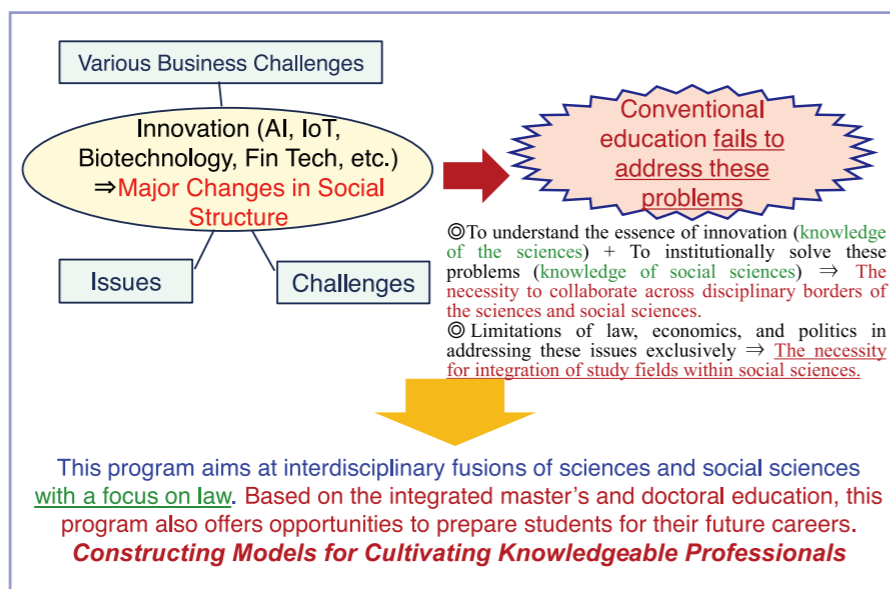 Various Business Challenges
Innovation (AI, IoT,
Biotechnology, Fin Tech, etc.)
⇒Major Changes in Social
Structure
Issues
Challenges
Conventional
education fails to
address these
problems
◎To understand the essence of innovation (knowledge
of the sciences) + To institutionally solve these
problems (knowledge of social sciences) ⇒ The
necessity to collaborate across disciplinary borders of
the sciences and social sciences.
◎ Limitations of law, economics, and politics in
addressing these issues exclusively ⇒ The necessity
for integration of study fields within social sciences.
This program aims at interdisciplinary fusions of sciences and social sciences
with a focus on law. Based on the integrated master's and doctoral education, this
program also offers opportunities to prepare students for their future careers.
Constructing Models for Cultivating Knowledgeable Professionals